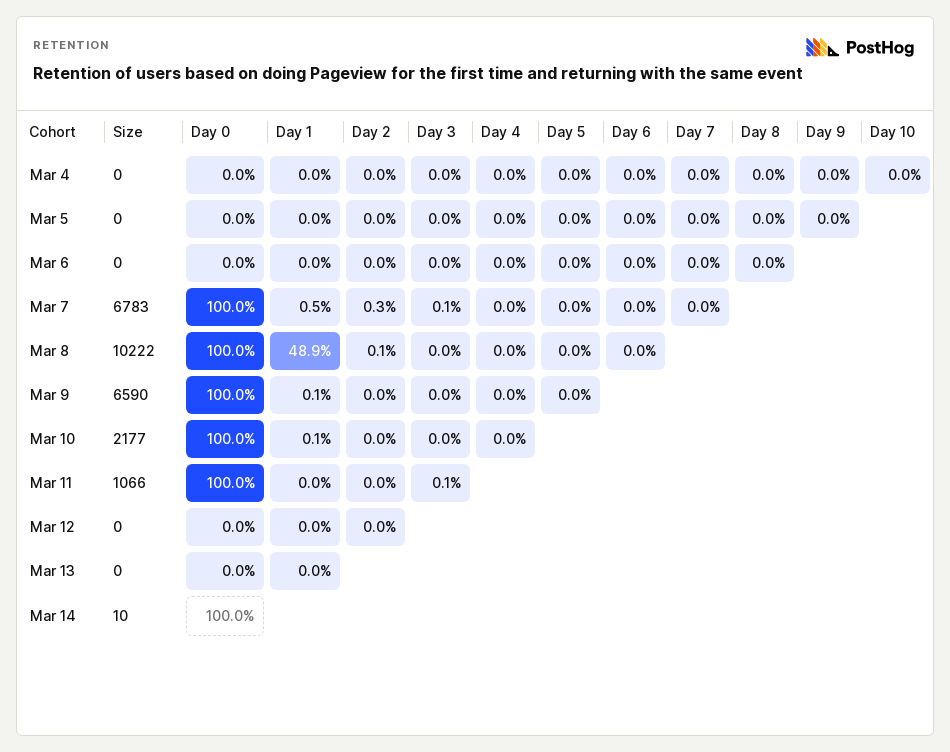 RETENTION
PostHog
Retention of users based on doing Pageview for the first time and returning with the same event
Cohort Size Day 0 Day 1 Day 2 Day 3 Day 4 Day 5 Day 6 Day 7 Day 8 Day 9 Day 10
Mar 4 0 0.0% 0.0% 0.0% 0.0% 0.0% 0.0% 0.0% 0.0% 0.0% 0.0% 0.0%
Mar 5 0 0.0% 0.0% 0.0% 0.0% 0.0% 0.0% 0.0% 0.0% 0.0% 0.0%
Mar 6 0 0.0% 0.0% 0.0% 0.0% 0.0% 0.0% 0.0% 0.0% 0.0%
Mar 7 6783 100.0% 0.5% 0.3% 0.1% 0.0% 0.0% 0.0% 0.0%
Mar 8 10222 100.0% 48.9% 0.1% 0.0% 0.0% 0.0% 0.0%
Mar 9 6590 100.0% 0.1% 0.0% 0.0% 0.0% 0.0%
Mar 10 2177 100.0% 0.1% 0.0% 0.0% 0.0%
Mar 11 1066 100.0% 0.0% 0.0% 0.1%
Mar 12 0 0.0% 0.0% 0.0%
Mar 13 0 0.0% 0.0%
Mar 14 10 100.0%